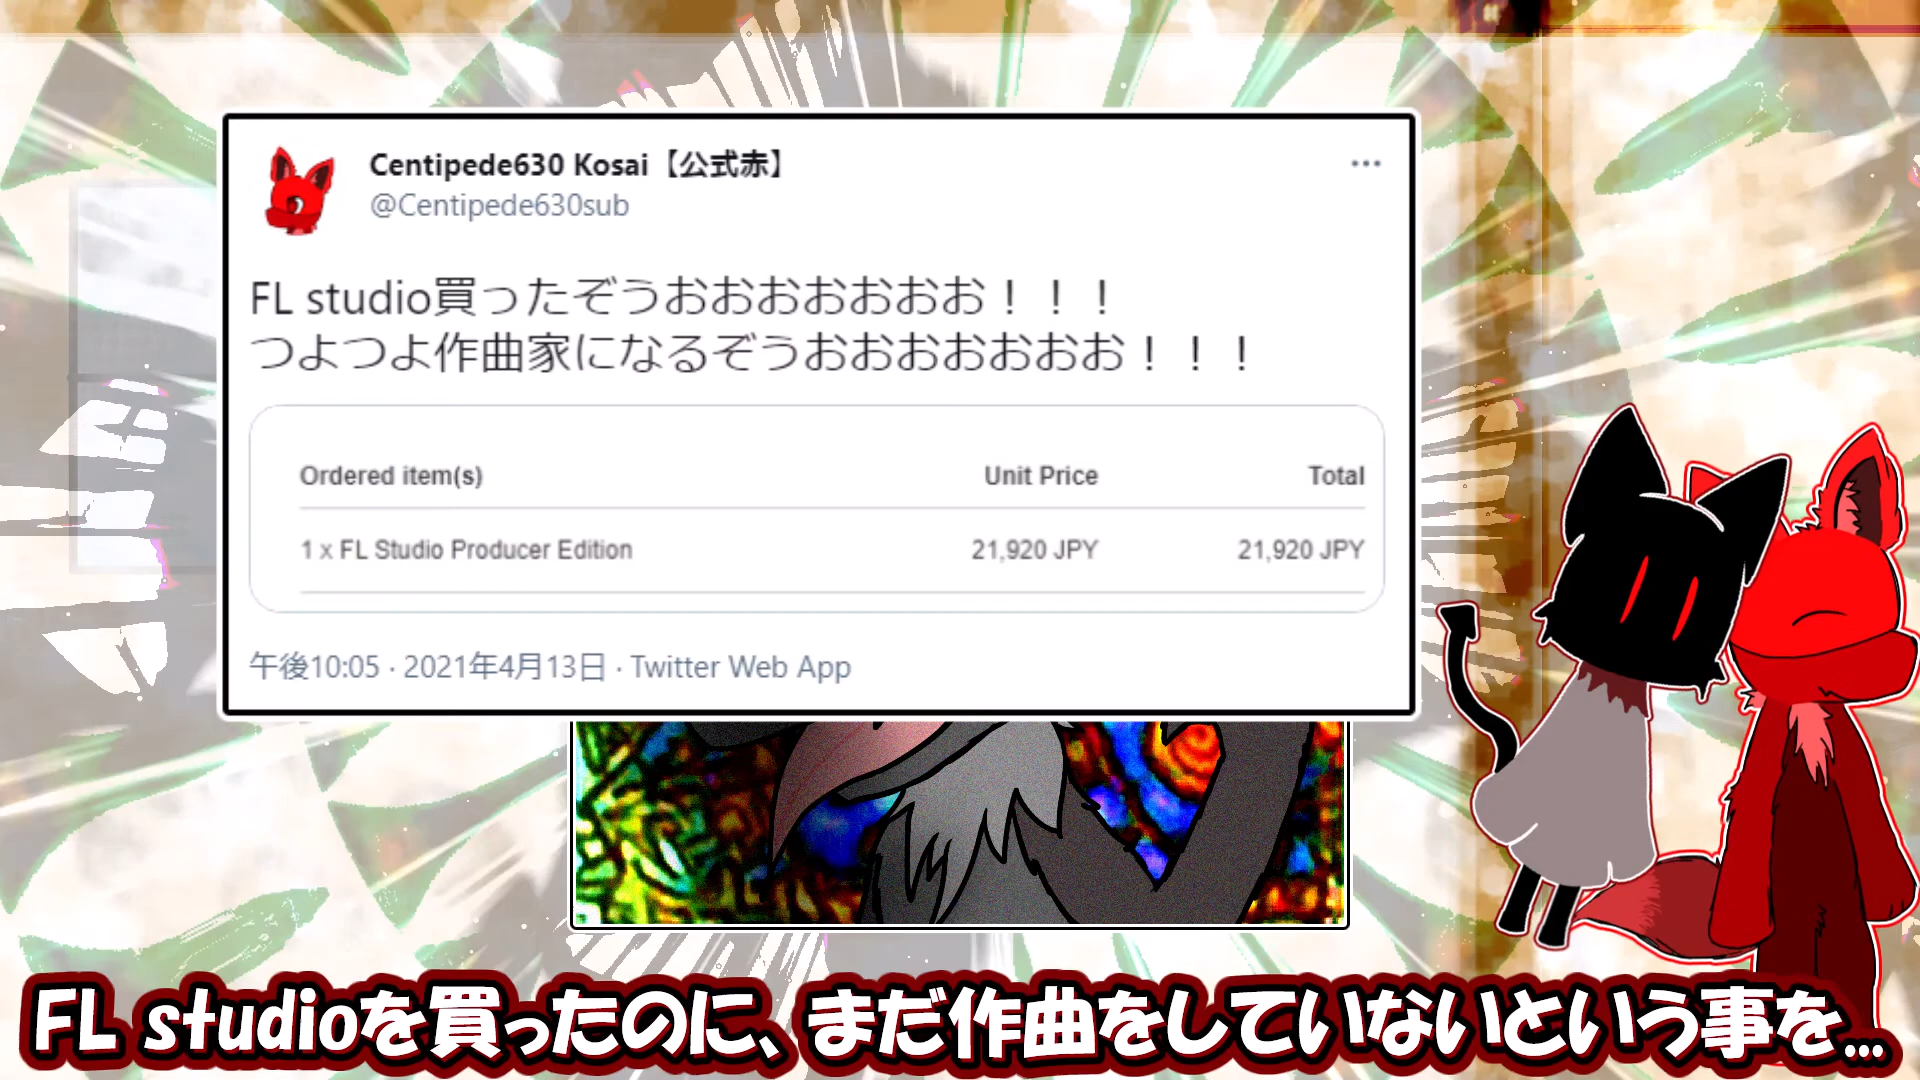 Centipede630 Kosai【公式赤】
@Centipede630sub
FL studio買ったぞうおおおおおおお！！！
つよつよ作曲家になるぞうおおおおおおお！！！
Ordered item(s) Unit Price Total
1 x FL Studio Producer Edition 21,920 JPY 21,920 JPY
午後10:05 · 2021年4月13日 · Twitter Web App
FL studioを買ったのに、まだ作曲をしていないという事を...